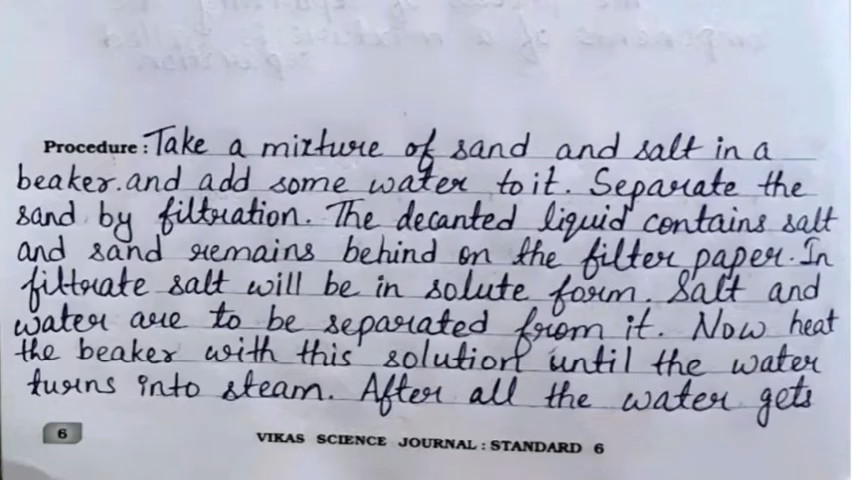 Procedure : Take a mixture of sand and salt in a
beaker. and add some water to it. Separate the
sand by filtration. The decanted liquid contains salt
and sand remains behind on the filter paper. In
filtrate salt will be in solute form. Salt and
water are to be separated from it. Now heat
the beaker with this solution until the water
turns into steam. After all the water gets
6
VIKAS SCIENCE JOURNAL : STANDARD 6